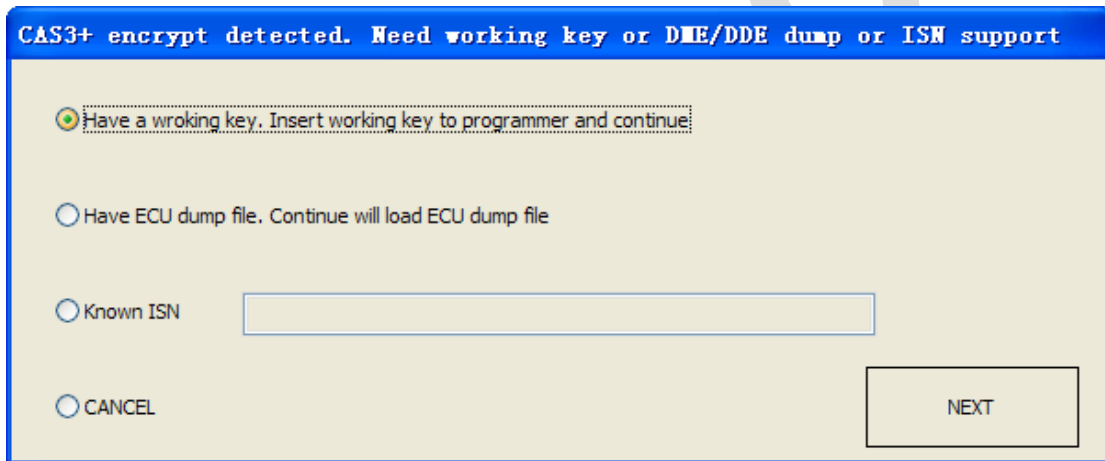 CAS3+ encrypt detected. Need working key or DME/DDE dump or ISN support
Have a wroking key. Insert working key to programmer and continue
Have ECU dump file. Continue will load ECU dump file
Known ISN
CANCEL
NEXT